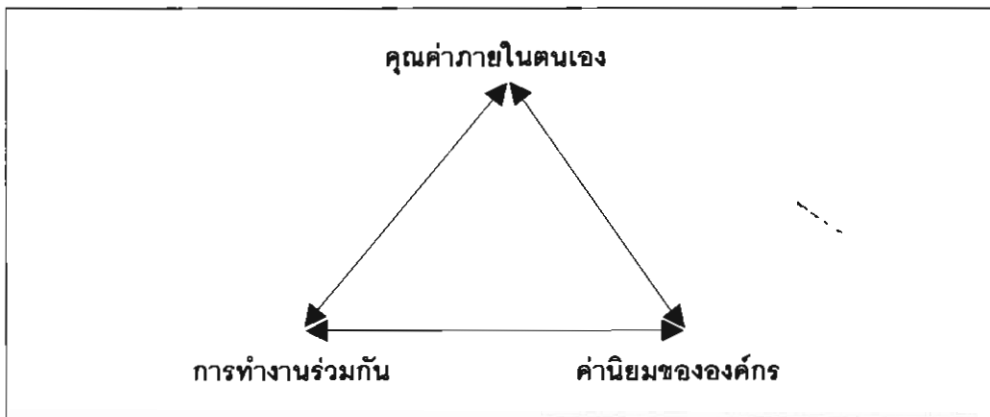 คุณค่าภายในตนเอง
การทำงานร่วมกัน
ค่านิยมขององค์กร